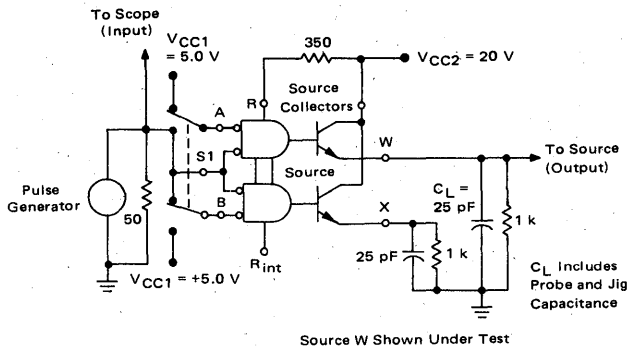 To Scope
(Input)
VCC1
= 5.0 V
350
VCC2 = 20 V
Source
Collectors
R
A
W
To Source
(Output)
S1
Source
Pulse
Generator
50
B
X
CL =
25 pF
1 k
25 pF
1 k
Rint
VCC1 = +5.0 V
CL Includes
Probe and Jig
Capacitance
Source W Shown Under Test